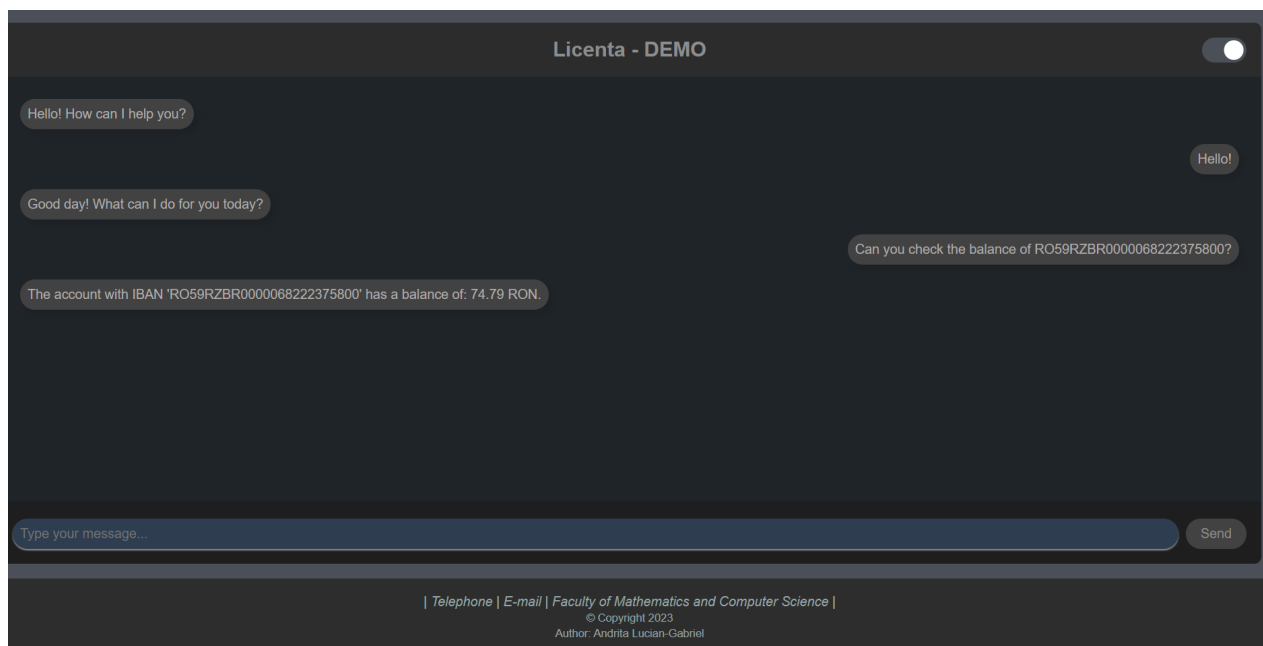 Licenta - DEMO
Hello! How can I help you?
Hello!
Good day! What can I do for you today?
Can you check the balance of RO59RZBR0000068222375800?
The account with IBAN 'RO59RZBR0000068222375800' has a balance of: 74.79 RON.
Type your message...
Send
| Telephone | E-mail | Faculty of Mathematics and Computer Science |
© Copyright 2023
Author: Andrita Lucian-Gabriel